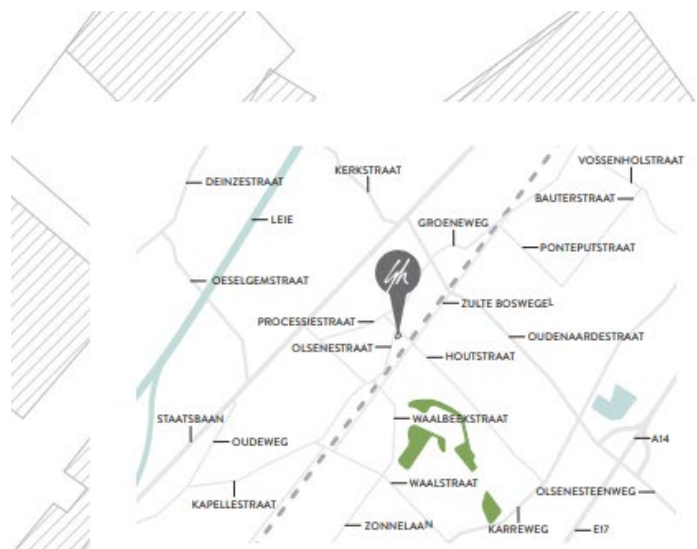 VOSSENHOLSTRAAT
KERKSTRAAT
DEINZESTRAAT
BAUTERSTRAAT
LEIE
GROENEWEG
PONTEPUTSTRAAT
Gh
OESELGEMSTRAAT
ZULTE BOSWEGEL
PROCESSIESTRAAT
OUDENAARDESTRAAT
OLSENESTRAAT
HOUTSTRAAT
STAATSBAAN
WAALBEEKSTRAAT
OUDEWEG
A14
WAALSTRAAT
OLSENESTEENWEG
KAPELLESTRAAT
ZONNELAAN
KARREWEG
E17